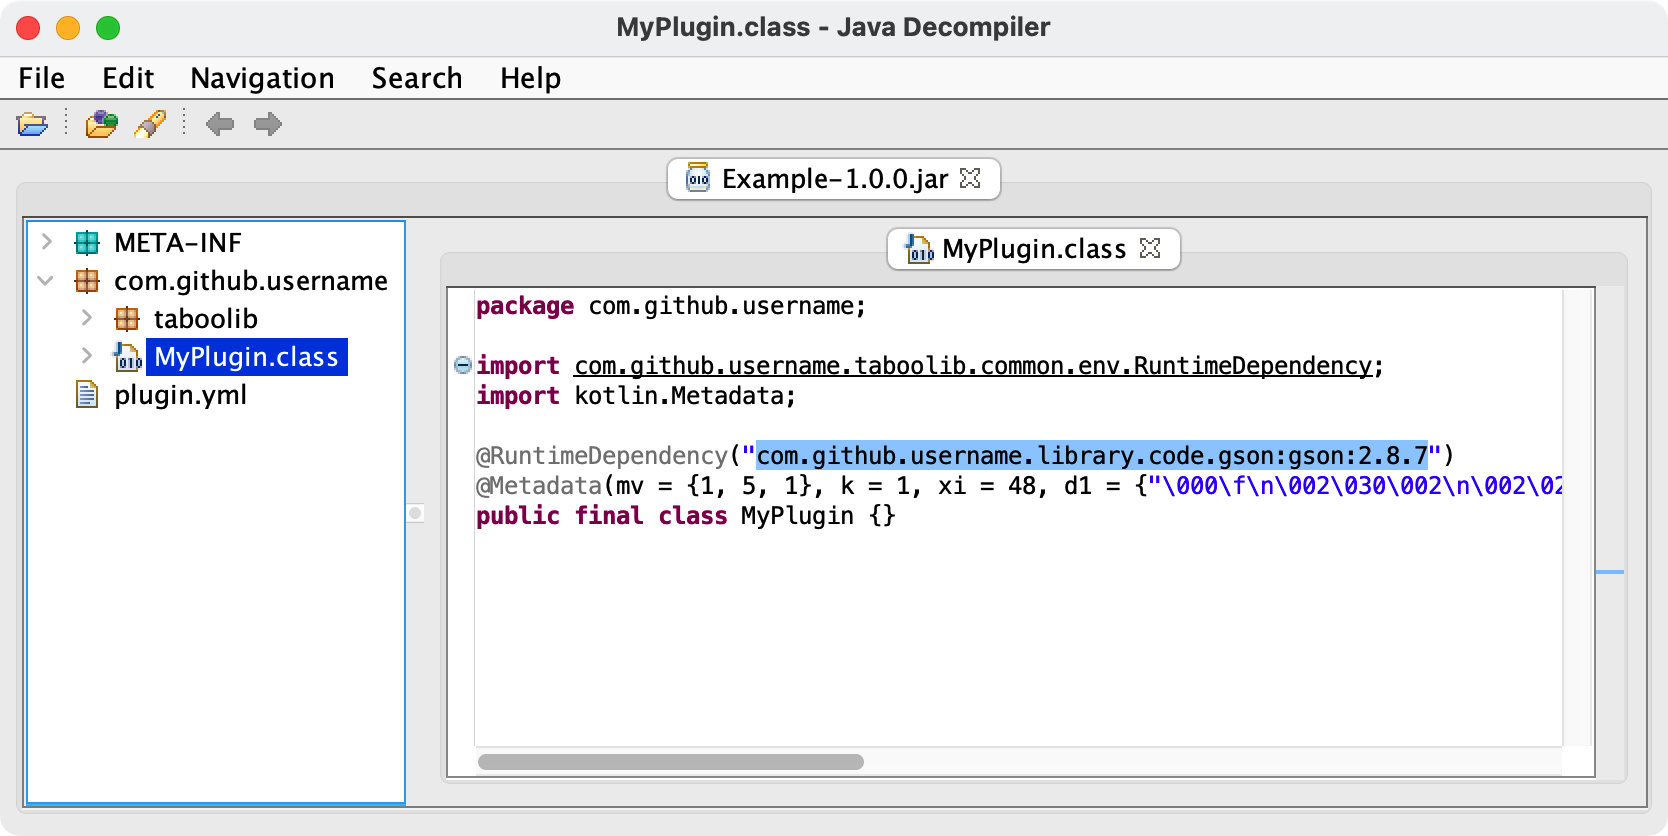 MyPlugin.class - Java Decompiler
File Edit Navigation Search Help
Example-1.0.0.jar
META-INF
com.github.username
taboolib
MyPlugin.class
plugin.yml
MyPlugin.class
package com.github.username;
import com.github.username.taboolib.common.env.RuntimeDependency;
import kotlin.Metadata;
@RuntimeDependency("com.github.username.library.code.gson:gson:2.8.7")
@Metadata(mv = {1, 5, 1}, k = 1, xi = 48, d1 = {"\000\f\n\002\030\002\n\002\02
public final class MyPlugin {}